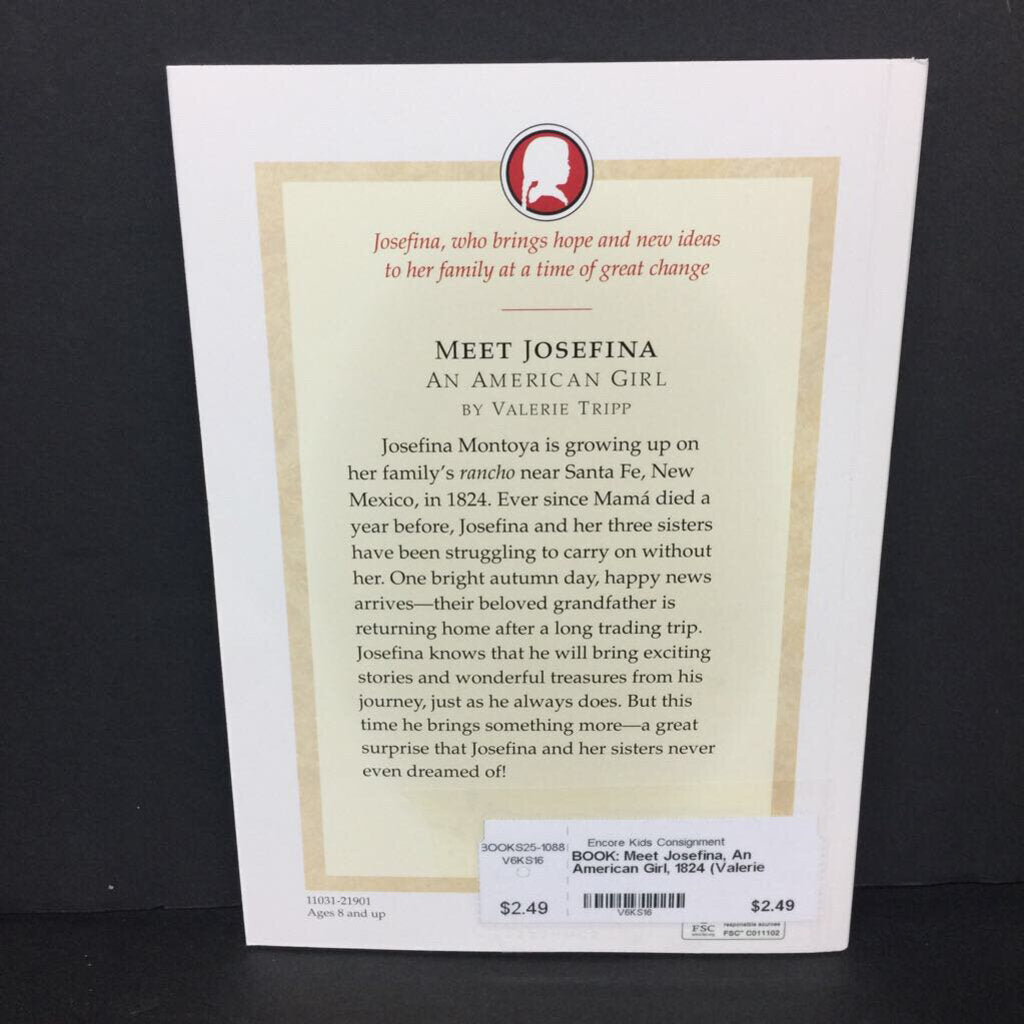 Josefina, who brings hope and new ideas
to her family at a time of great change
MEET JOSEFINA
AN AMERICAN GIRL
BY VALERIE TRIPP
Josefina Montoya is growing up on
her family's rancho near Santa Fe, New
Mexico, in 1824. Ever since Mamá died a
year before, Josefina and her three sisters
have been struggling to carry on without
her. One bright autumn day, happy news
arrives—their beloved grandfather is
returning home after a long trading trip.
Josefina knows that he will bring exciting
stories and wonderful treasures from his
journey, just as he always does. But this
time he brings something more—a great
surprise that Josefina and her sisters never
even dreamed of!
BOOKS25-1088
V6KS16
$2.49
Encore Kids Consignment
BOOK: Meet Josefina, An
American Girl, 1824 (Valerie
V6KS16
$2.49
11031-21901
Ages 8 and up
FSC
responsible sources
FSC® C011102